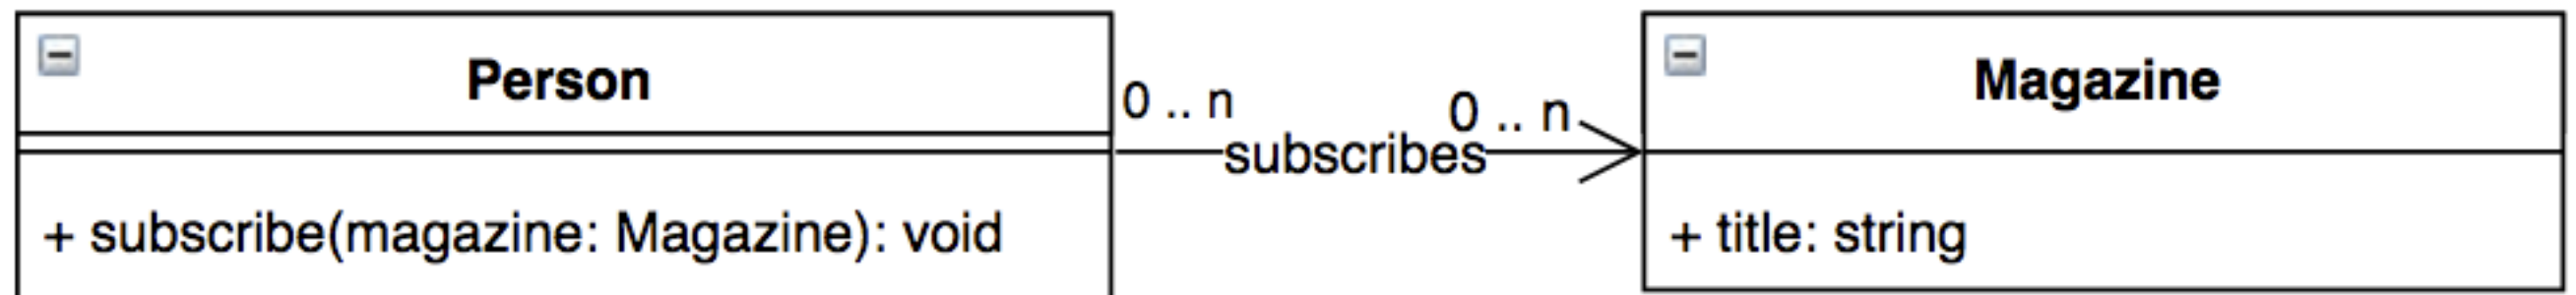 Person
+ subscribe(magazine: Magazine): void
0 .. n
subscribes
0 .. n
Magazine
+ title: string